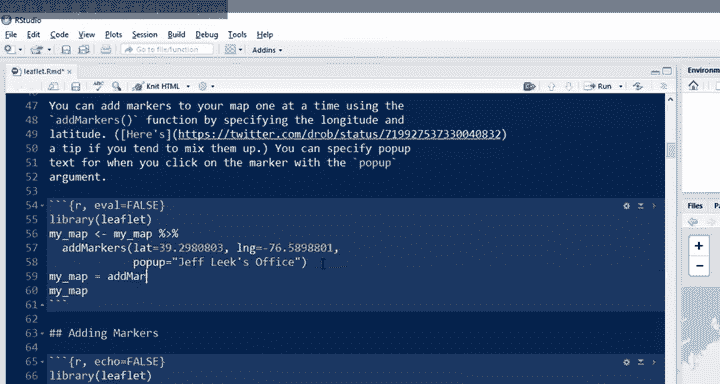 RStudio
File Edit Code View Plots Session Build Debug Tools Help
Go to file/function Addins
leaflet.Rmd* Environm
Knit HTML Run
47 You can add markers to your map one at a time using the
48 `addMarkers()` function by specifying the longitude and
49 latitude. ([Here's](https://twitter.com/drob/status/719927537330040832)
50 a tip if you tend to mix them up.) You can specify popup
51 text for when you click on the marker with the `popup`
52 argument.
53
54 ```{r, eval=FALSE}
55 library(leaflet)
56 my_map <- my_map %>%
57 addMarkers(lat=39.2980803, lng=-76.5898801,
58 popup="Jeff Leek's Office")
59 my_map = addMar
60 my_map
61 ```
62
63 ## Adding Markers
64
65 ```{r, echo=FALSE}
66 library(leaflet)
Files
+
−